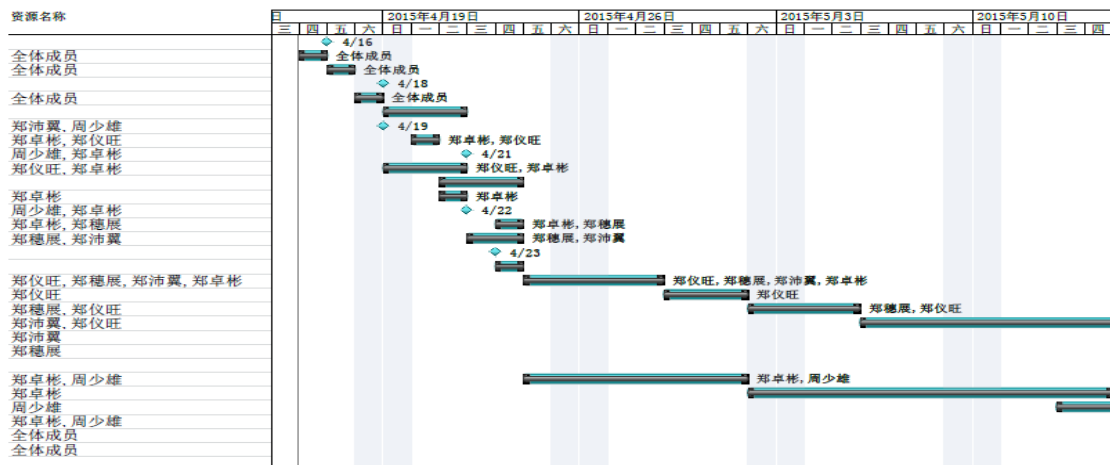 资源名称
日 2015年4月19日 2015年4月26日 2015年5月3日 2015年5月10日
三 四 五 六 日 一 二 三 四 五 六 日 一 二 三 四 五 六 日 一 二 三 四 五 六 日 一 二 三 四
4/16
全体成员 全体成员
全体成员 全体成员
4/18
全体成员 全体成员
郑沛翼, 周少雄 4/19
郑卓彬, 郑仪旺 郑卓彬, 郑仪旺
周少雄, 郑卓彬 4/21
郑仪旺, 郑卓彬 郑仪旺, 郑卓彬
郑卓彬 郑卓彬
周少雄, 郑卓彬 4/22
郑卓彬, 郑穗展 郑卓彬, 郑穗展
郑穗展, 郑沛翼 郑穗展, 郑沛翼
4/23
郑仪旺, 郑穗展, 郑沛翼, 郑卓彬 郑仪旺, 郑穗展, 郑沛翼, 郑卓彬
郑仪旺 郑仪旺
郑穗展, 郑仪旺 郑穗展, 郑仪旺
郑沛翼, 郑仪旺
郑沛翼
郑穗展
郑卓彬, 周少雄 郑卓彬, 周少雄
郑卓彬
周少雄
郑卓彬, 周少雄
全体成员
全体成员